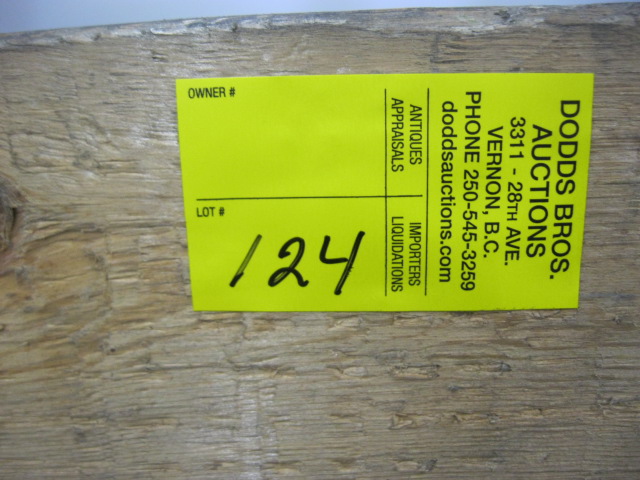 OWNER #
LOT #
124
DODDS BROS.
AUCTIONS
3311 - 28TH AVE.
VERNON, B.C.
PHONE 250-545-3259
doddsauctions.com
ANTIQUES IMPORTERS
APPRAISALS LIQUIDATIONS